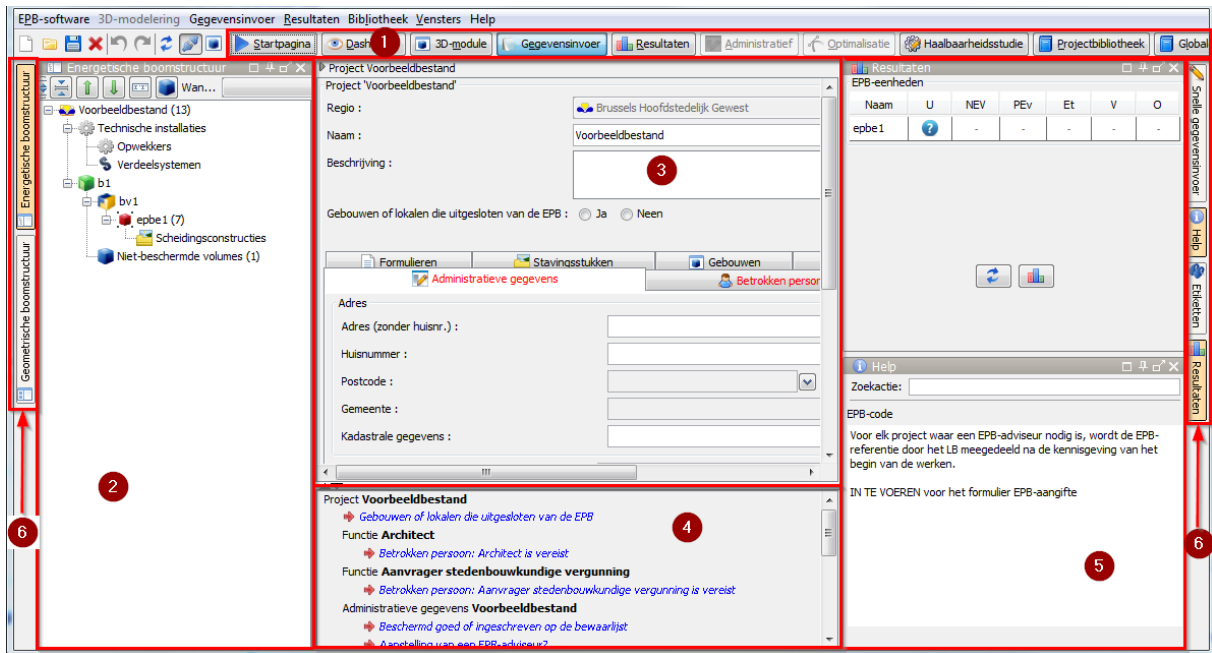 EPB-software 3D-modelering Gegevensinvoer Resultaten Bibliotheek Vensters Help
Startpagina 1 3D-module Gegevensinvoer Resultaten Administratief Optimalisatie Haalbaarheidsstudie Projectbibliotheek
Energetische boomstructuur
Geometrische boomstructuur
6
Energetische boomstructuur
Wan...
Voorbeeldbestand (13)
Technische installaties
Opwekkers
Verdeelsystemen
b1
bv1
epbe1 (7)
Scheidingsconstructies
Niet-beschermde volumes (1)
2
Project Voorbeeldbestand
Project 'Voorbeeldbestand'
Regio : Brussels Hoofdstedelijk Gewest
Naam : Voorbeeldbestand
Beschrijving :
3
Gebouwen of lokalen die uitgesloten van de EPB : Ja Neen
Formulieren Stavingsstukken Gebouwen
Administratieve gegevens Betrokken person
Adres
Adres (zonder huisnr.) :
Huisnummer :
Postcode :
Gemeente :
Kadastrale gegevens :
Project Voorbeeldbestand
Gebouwen of lokalen die uitgesloten van de EPB
Functie Architect
Betrokken persoon: Architect is vereist
Functie Aanvrager stedenbouwkundige vergunning
Betrokken persoon: Aanvrager stedenbouwkundige vergunning is vereist
Administratieve gegevens Voorbeeldbestand
Beschermd goed of ingeschreven op de bewaarlijst
Aanstelling van een EPB-adviseur?
4
Resultaten
EPB-eenheden
Naam U NEV PEv Et V O
epbe1 ? - - - - -
Help
Zoekactie:
EPB-code
Voor elk project waar een EPB-adviseur nodig is, wordt de EPB-
referentie door het LB meegedeeld na de kennisgeving van het
begin van de werken.
IN TE VOEREN voor het formulier EPB-aangifte
5
Snelle gegevensinvoer
Help
Etiketten
Resultaten
6